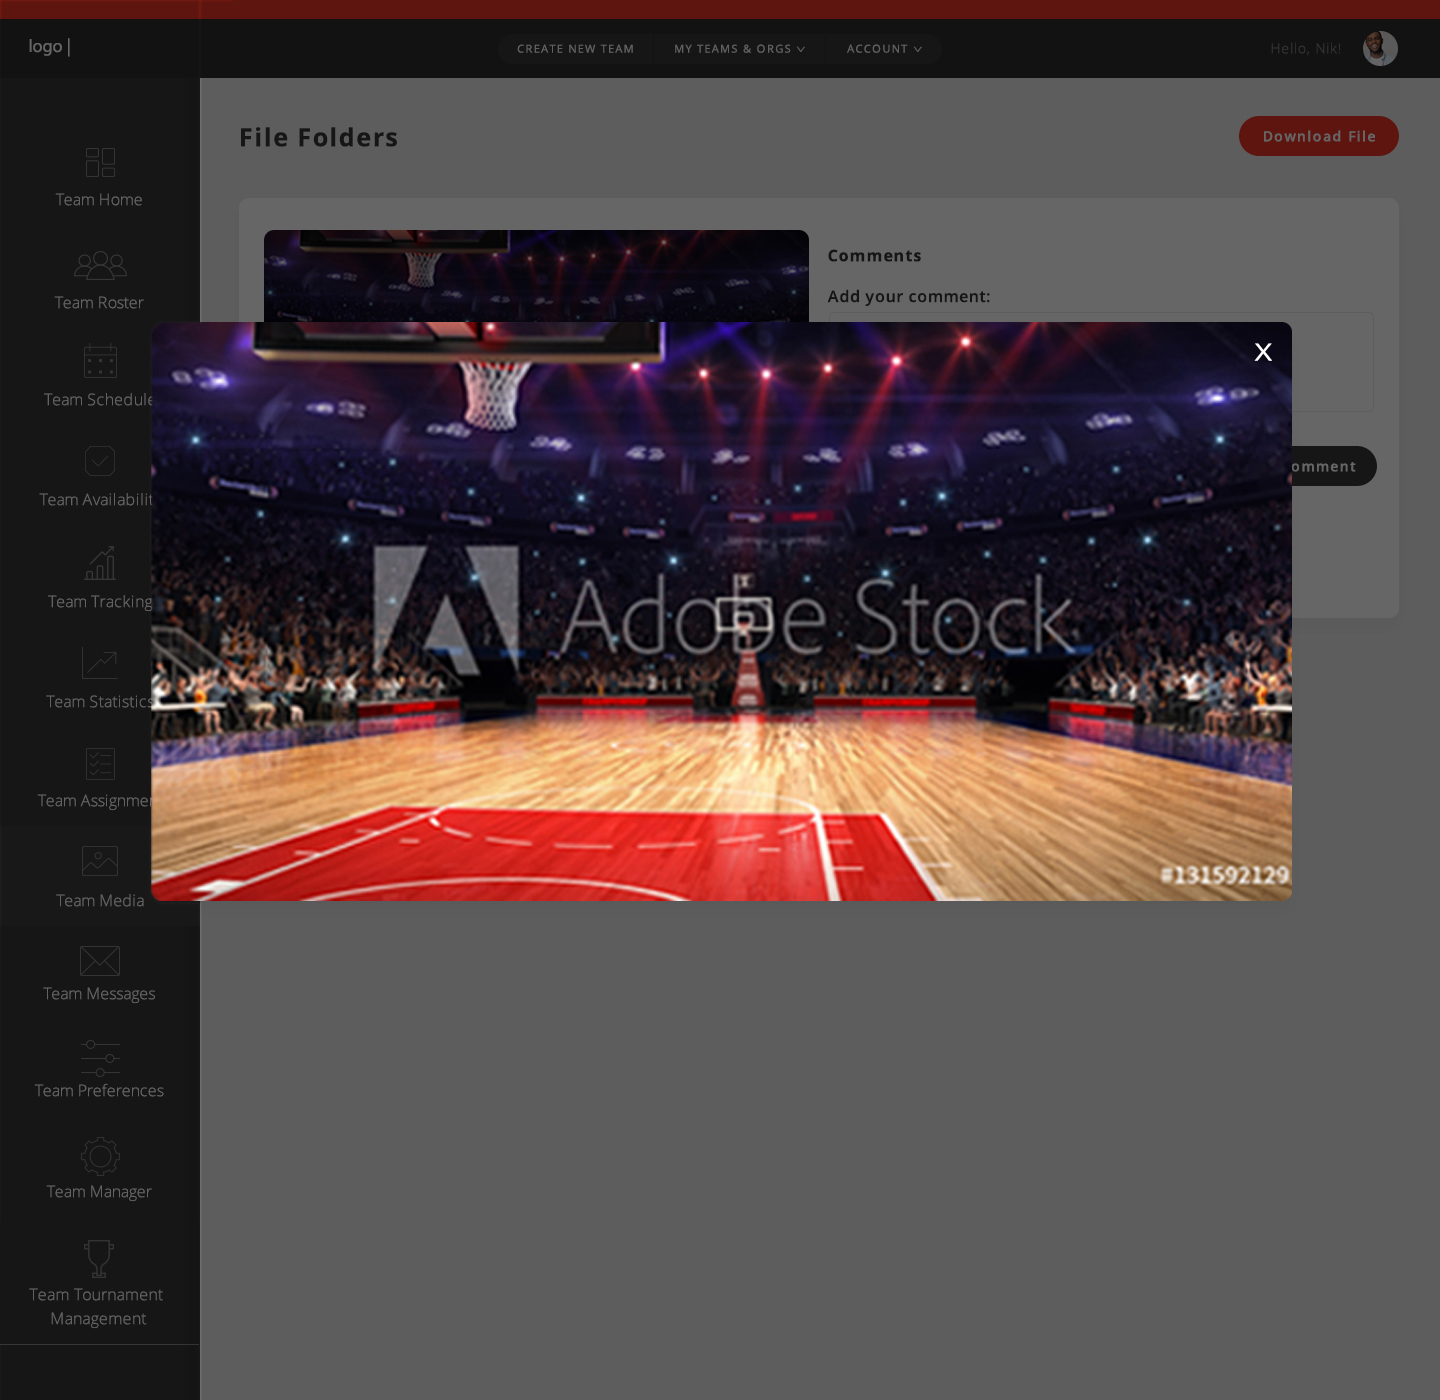 logo |
CREATE NEW TEAM
MY TEAMS & ORGS
ACCOUNT
Hello, Nik!
File Folders
Download File
Team Home
Team Roster
Team Schedule
Team Availabilit
Team Tracking
Team Statistics
Team Assignmen
Team Media
Team Messages
Team Preferences
Team Manager
Team Tournament
Management
Comments
Add your comment:
omment
X
Adobe Stock
#131592129